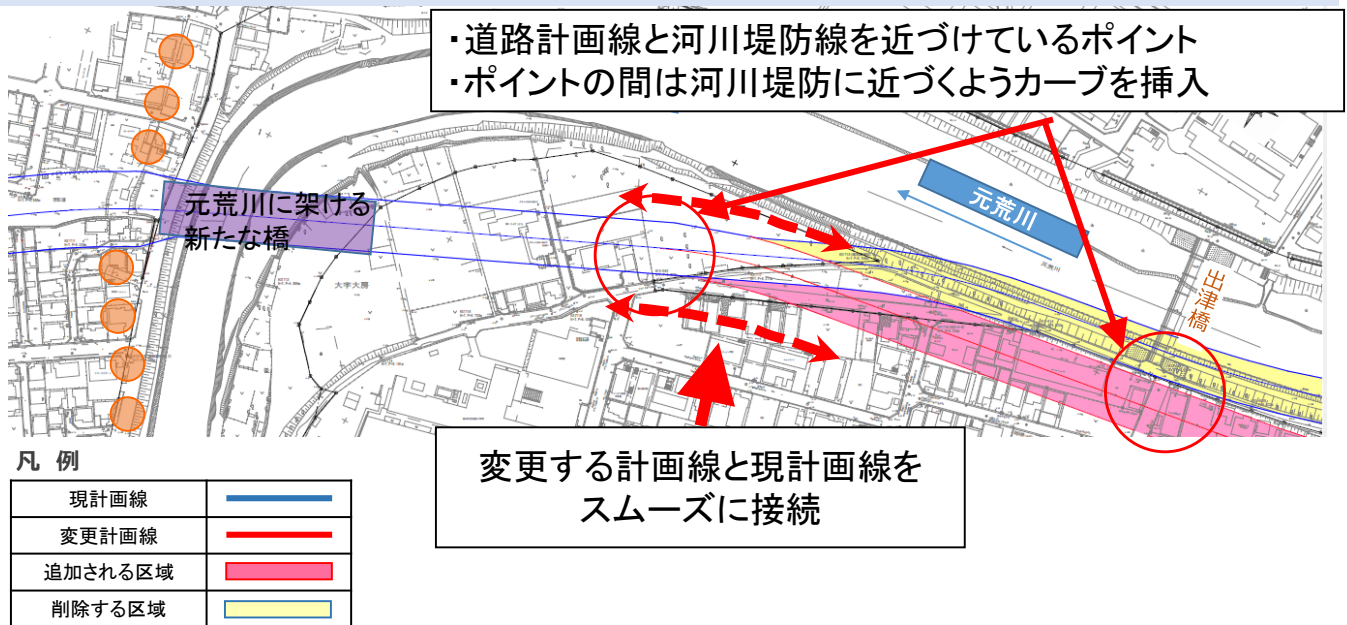 ・道路計画線と河川堤防線を近づけているポイント
・ポイントの間は河川堤防に近づくようカーブを挿入
元荒川に架ける
新たな橋
元荒川
出津橋
大字大房
変更する計画線と現計画線を
スムーズに接続
凡 例
現計画線
変更計画線
追加される区域
削除する区域